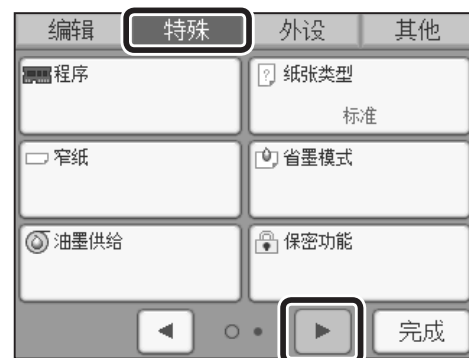 编辑 特殊 外设 其他
程序 纸张类型
标准
窄纸 省墨模式
油墨供给 保密功能
完成